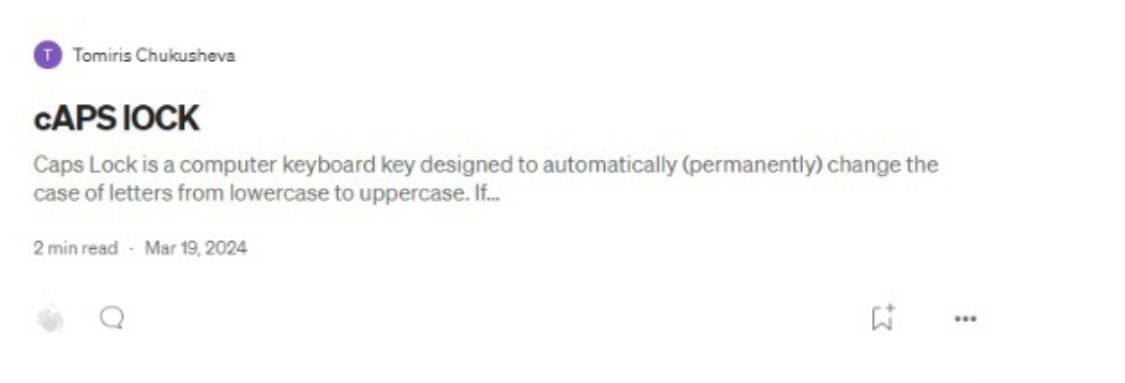 T Tomiris Chukusheva
cAPS lOCK
Caps Lock is a computer keyboard key designed to automatically (permanently) change the
case of letters from lowercase to uppercase. If...
2 min read · Mar 19, 2024